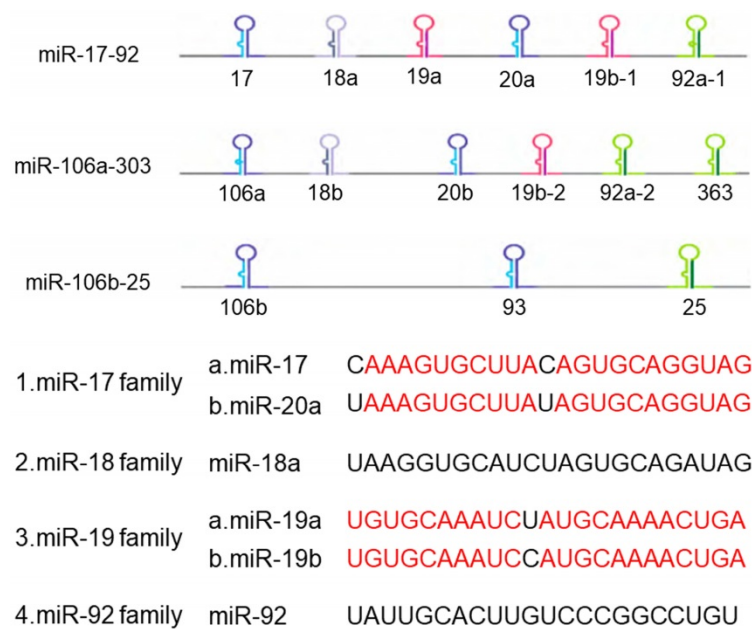 miR-17-92
17 18a 19a 20a 19b-1 92a-1
miR-106a-303
106a 18b 20b 19b-2 92a-2 363
miR-106b-25
106b 93 25
1.miR-17 family
a.miR-17 CAAAGUGCUUACAGUGCAGGUAG
b.miR-20a UAAAGUGCUUAUAGUGCAGGUAG
2.miR-18 family miR-18a UAAGGUGCAUCUAGUGCAGAUAG
3.miR-19 family
a.miR-19a UGUGCAAAUCUAUGCAAAACUGA
b.miR-19b UGUGCAAAUCCAUGCAAAACUGA
4.miR-92 family miR-92 UAUUGCACUUGUCCCGGCCUGU